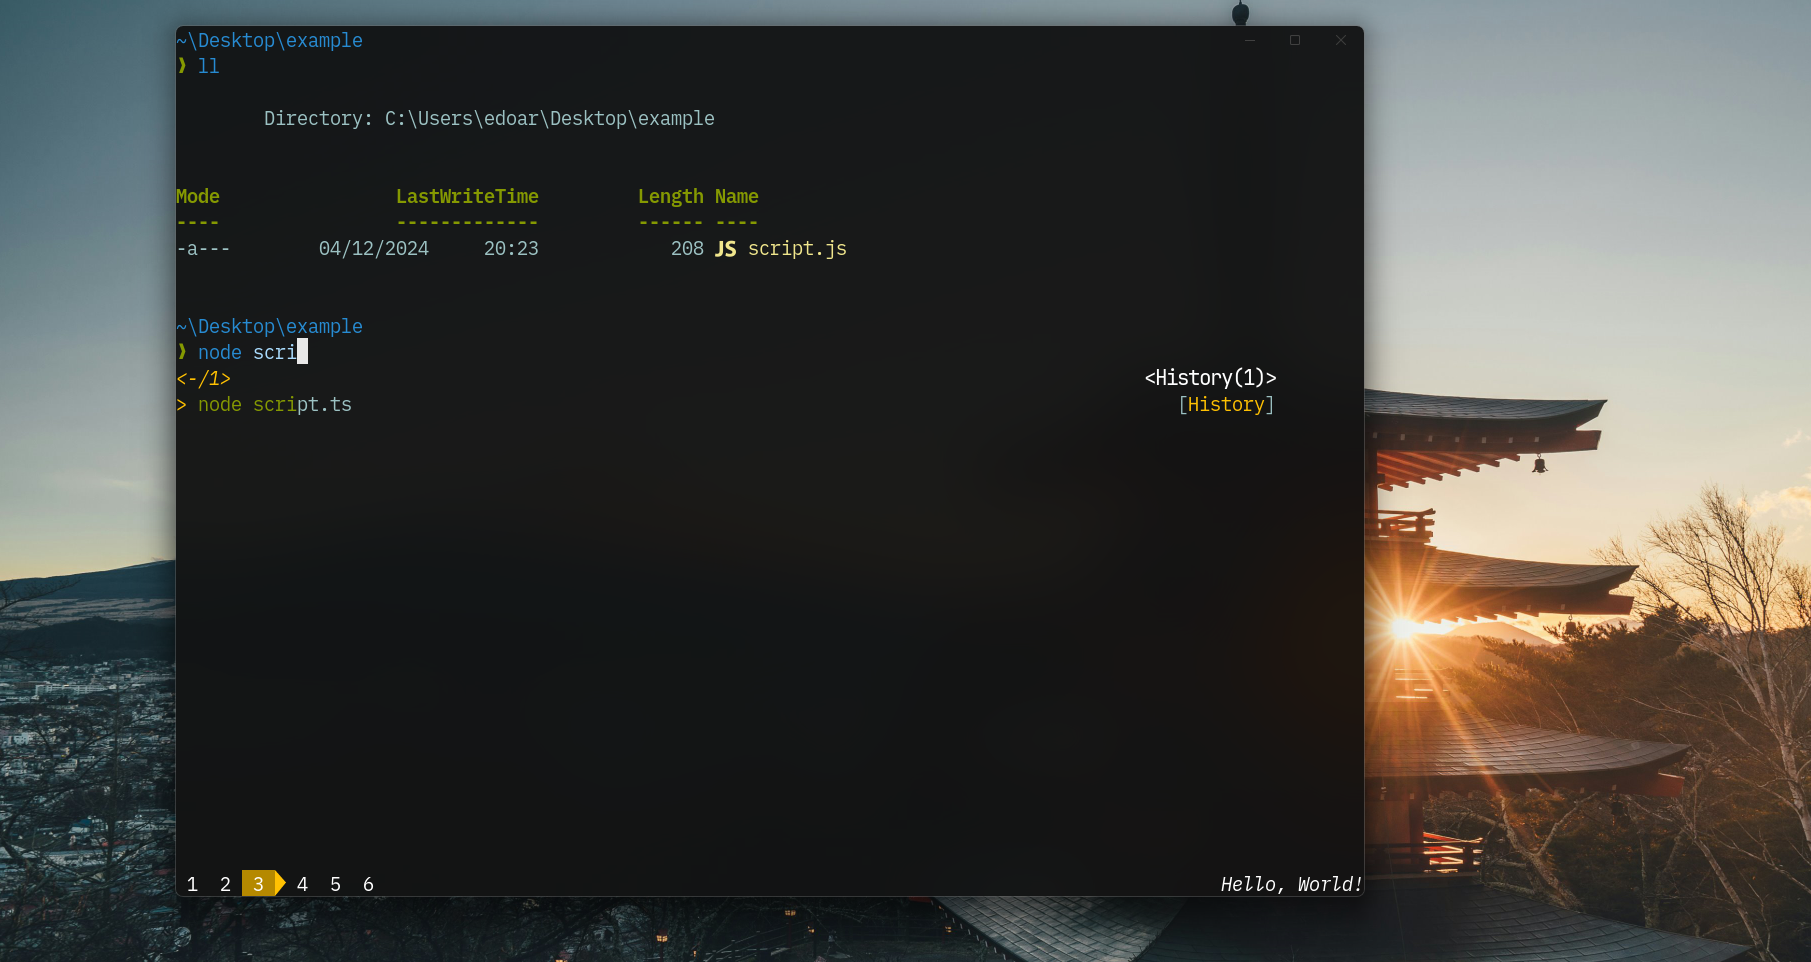 ~\Desktop\example
❯ ll
Directory: C:\Users\edoar\Desktop\example
Mode LastWriteTime Length Name
---- ------------- ------ ----
-a--- 04/12/2024 20:23 208 JS script.js
~\Desktop\example
❯ node scri
<-/1> <History(1)>
> node script.ts [History]
1 2 3 4 5 6 Hello, World!